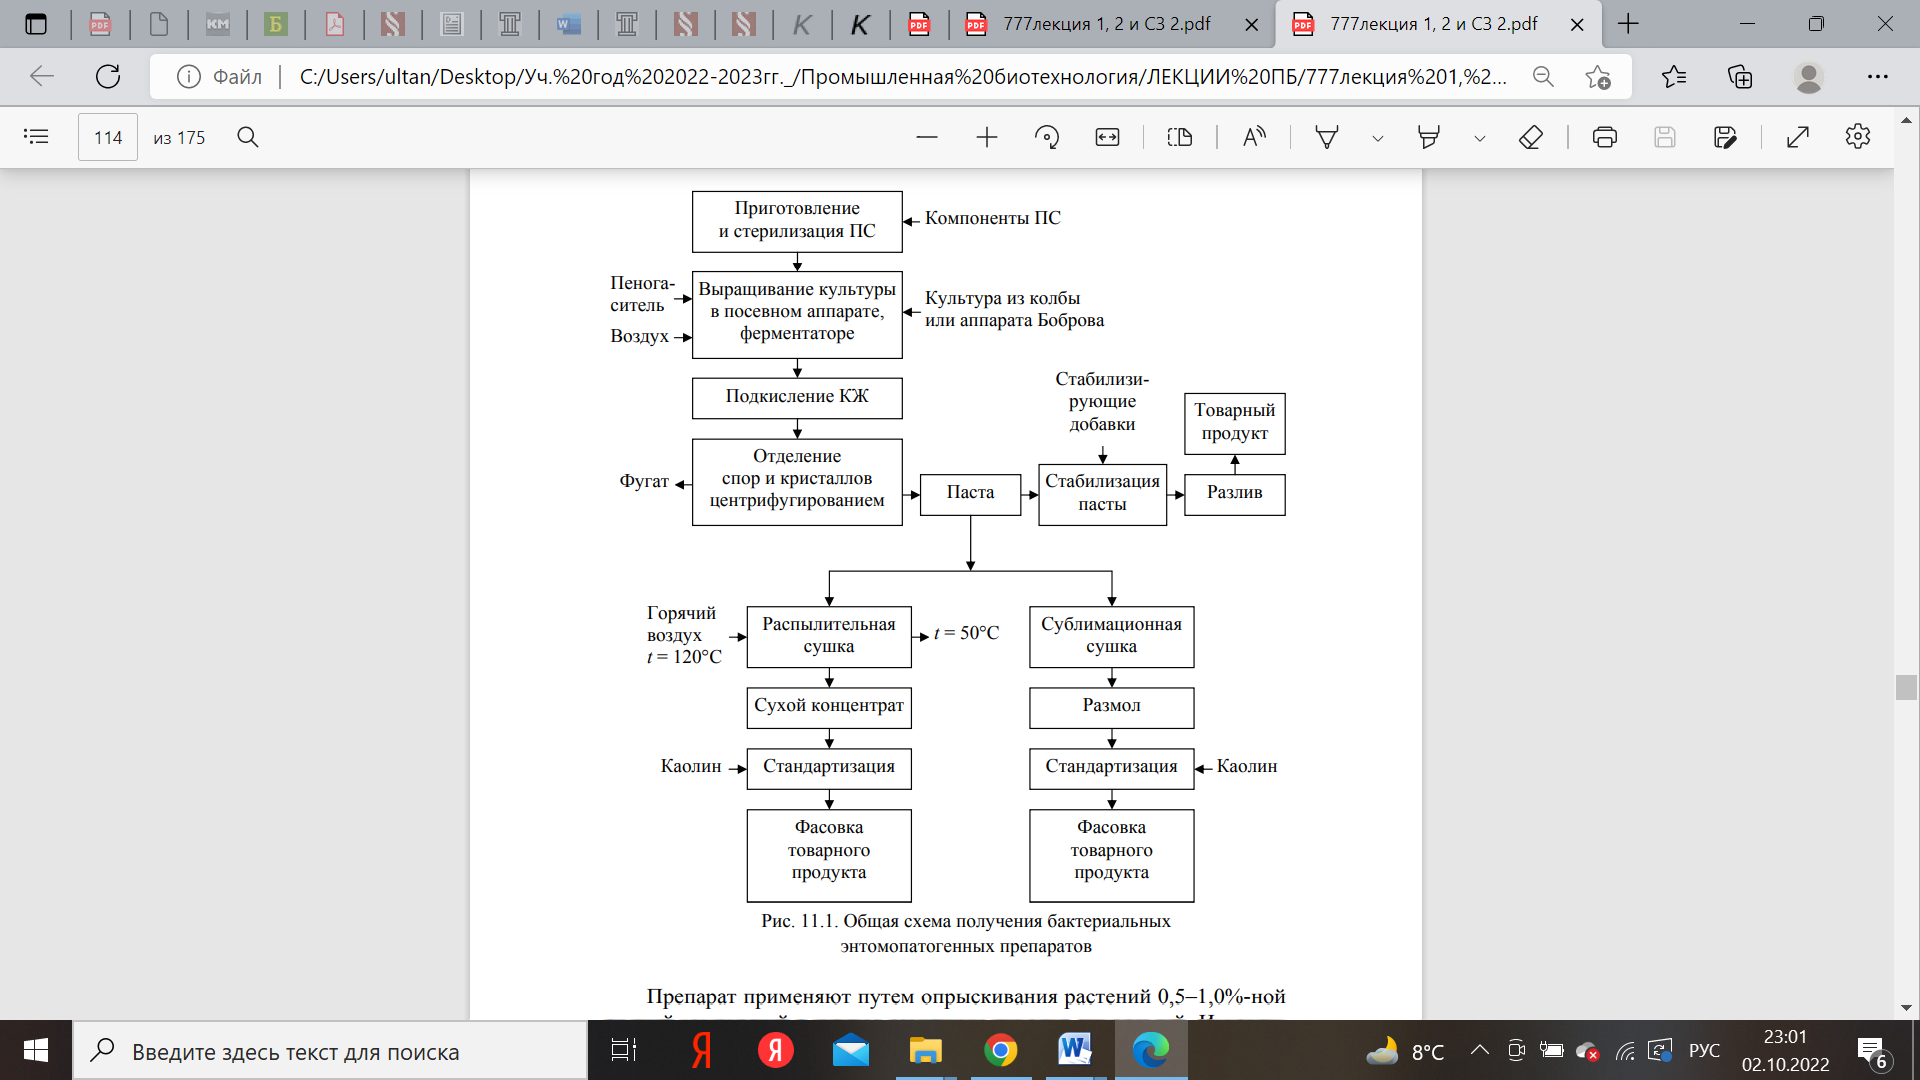 777лекция 1, 2 и СЗ 2.pdf
777лекция 1, 2 и СЗ 2.pdf
Файл
C:/Users/ultan/Desktop/Уч.%20год%202022-2023гг._/Промышленная%20биотехнология/ЛЕКЦИИ%20ПБ/777лекция%201,%2...
114 из 175
Приготовление
и стерилизация ПС
Компоненты ПС
Пенога-
ситель
Воздух
Выращивание культуры
в посевном аппарате,
ферментаторе
Культура из колбы
или аппарата Боброва
Подкисление КЖ
Стабилизи-
рующие
добавки
Товарный
продукт
Фугат
Отделение
спор и кристаллов
центрифугированием
Паста
Стабилизация
пасты
Разлив
Горячий
воздух
t = 120°C
Распылительная
сушка
t = 50°C
Сублимационная
сушка
Сухой концентрат
Размол
Каолин
Стандартизация
Стандартизация
Каолин
Фасовка
товарного
продукта
Фасовка
товарного
продукта
Рис. 11.1. Общая схема получения бактериальных
энтомопатогенных препаратов
Препарат применяют путем опрыскивания растений 0,5–1,0%-ной
Введите здесь текст для поиска
8°C
РУС
23:01
02.10.2022
6